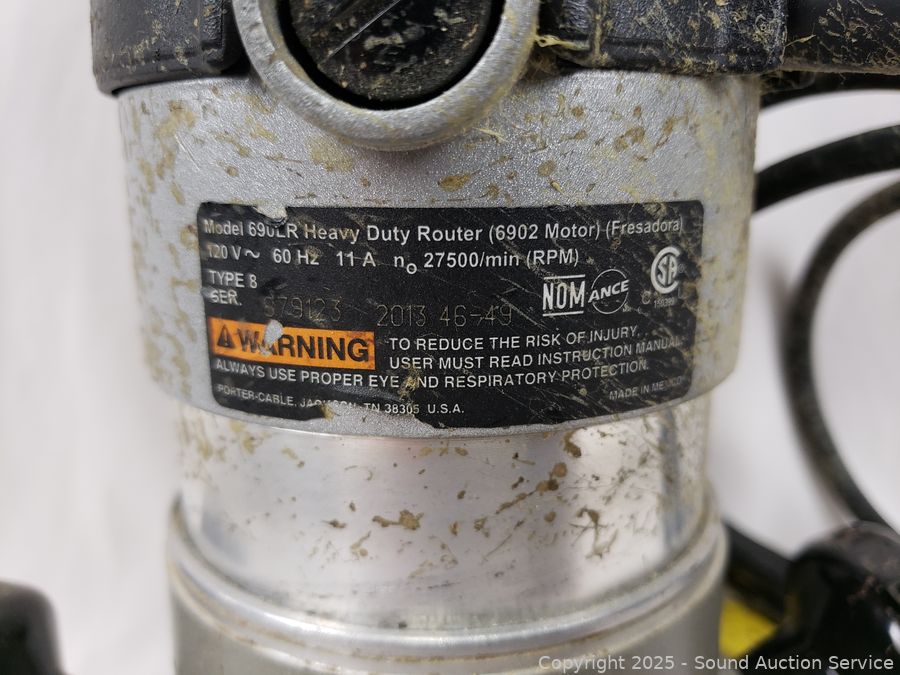 Model 690LR Heavy Duty Router (6902 Motor) (Fresadora)
120 V~ 60 Hz 11 A no 27500/min (RPM)
TYPE 8
SER. 979123 2013 46-49
NOM ANCE
WARNING
TO REDUCE THE RISK OF INJURY,
USER MUST READ INSTRUCTION MANUAL.
ALWAYS USE PROPER EYE AND RESPIRATORY PROTECTION.
PORTER-CABLE, JACKSON, TN 38305 U.S.A.
MADE IN MEXICO
Copyright 2025 - Sound Auction Service